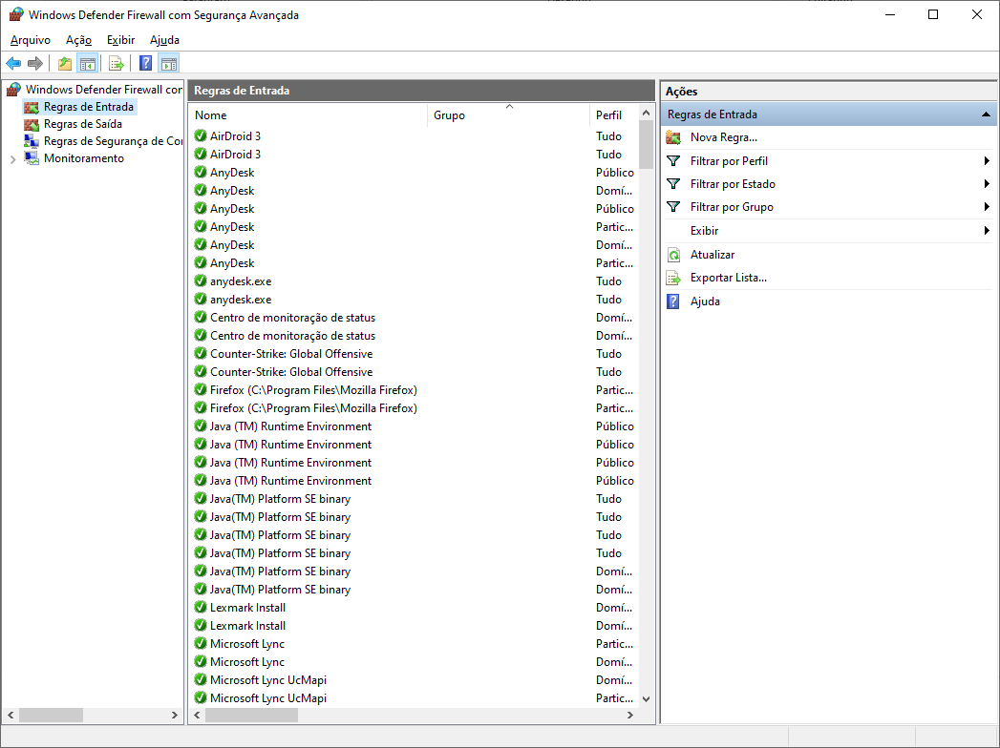 Windows Defender Firewall com Segurança Avançada
Arquivo Ação Exibir Ajuda
Windows Defender Firewall cor
Regras de Entrada
Regras de Saída
Regras de Segurança de Cor
Monitoramento
Regras de Entrada
Nome Grupo Perfil
AirDroid 3 Tudo
AirDroid 3 Tudo
AnyDesk Público
AnyDesk Domí...
AnyDesk Público
AnyDesk Partic...
AnyDesk Domí...
AnyDesk Partic...
anydesk.exe Tudo
anydesk.exe Tudo
Centro de monitoração de status Domí...
Centro de monitoração de status Domí...
Counter-Strike: Global Offensive Tudo
Counter-Strike: Global Offensive Tudo
Firefox (C:\Program Files\Mozilla Firefox) Partic...
Firefox (C:\Program Files\Mozilla Firefox) Partic...
Java (TM) Runtime Environment Público
Java (TM) Runtime Environment Público
Java (TM) Runtime Environment Público
Java (TM) Runtime Environment Público
Java(TM) Platform SE binary Tudo
Java(TM) Platform SE binary Tudo
Java(TM) Platform SE binary Tudo
Java(TM) Platform SE binary Tudo
Java(TM) Platform SE binary Domí...
Java(TM) Platform SE binary Domí...
Lexmark Install Domí...
Lexmark Install Domí...
Microsoft Lync Partic...
Microsoft Lync Domí...
Microsoft Lync UcMapi Domí...
Microsoft Lync UcMapi Partic...
Ações
Regras de Entrada
Nova Regra...
Filtrar por Perfil
Filtrar por Estado
Filtrar por Grupo
Exibir
Atualizar
Exportar Lista...
Ajuda